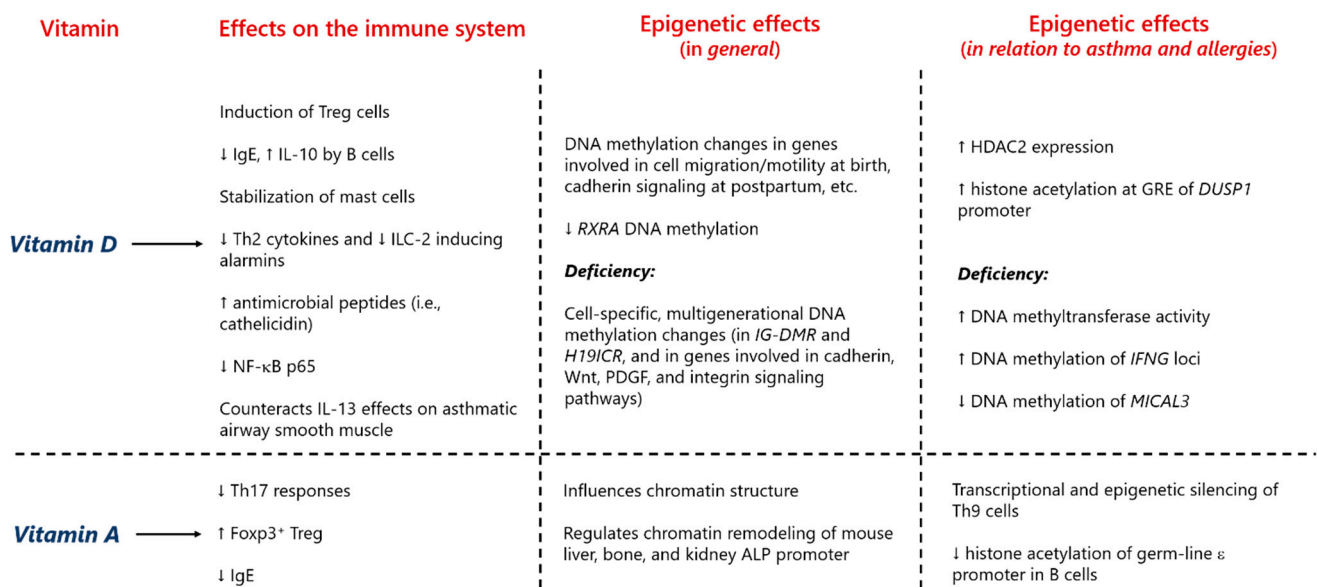 Vitamin
Effects on the immune system
Epigenetic effects
(in general)
Epigenetic effects
(in relation to asthma and allergies)
Vitamin D
Induction of Treg cells
↓ IgE, ↑ IL-10 by B cells
Stabilization of mast cells
↓ Th2 cytokines and ↓ ILC-2 inducing
alarmins
↑ antimicrobial peptides (i.e.,
cathelicidin)
↓ NF-κB p65
Counteracts IL-13 effects on asthmatic
airway smooth muscle
DNA methylation changes in genes
involved in cell migration/motility at birth,
cadherin signaling at postpartum, etc.
↓ RXRA DNA methylation
Deficiency:
Cell-specific, multigenerational DNA
methylation changes (in IG-DMR and
H19ICR, and in genes involved in cadherin,
Wnt, PDGF, and integrin signaling
pathways)
↑ HDAC2 expression
↑ histone acetylation at GRE of DUSP1
promoter
Deficiency:
↑ DNA methyltransferase activity
↑ DNA methylation of IFNG loci
↓ DNA methylation of MICAL3
Vitamin A
↓ Th17 responses
↑ Foxp3⁺ Treg
↓ IgE
Influences chromatin structure
Regulates chromatin remodeling of mouse
liver, bone, and kidney ALP promoter
Transcriptional and epigenetic silencing of
Th9 cells
↓ histone acetylation of germ-line ε
promoter in B cells